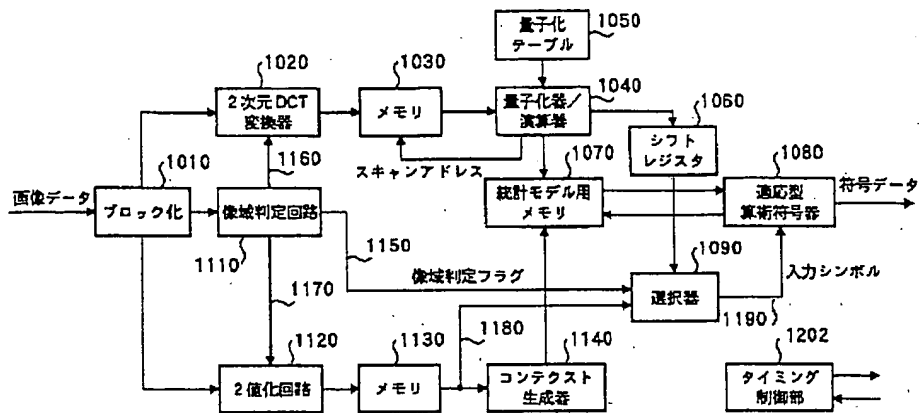 量子化
テーブル
1050
1020
1030
1040
2次元DCT
変換器
メモリ
量子化器/
演算器
1060
シフト
レジスタ
スキャンアドレス
1070
1080
1010
1160
画像データ
ブロック化
像域判定回路
統計モデル用
メモリ
適応型
算術符号器
符号データ
1110
1150
1090
像域判定フラグ
選択器
入力シンボル
1170
1180
1190
1120
1130
1140
1202
2値化回路
メモリ
コンテクスト
生成器
タイミング
制御部